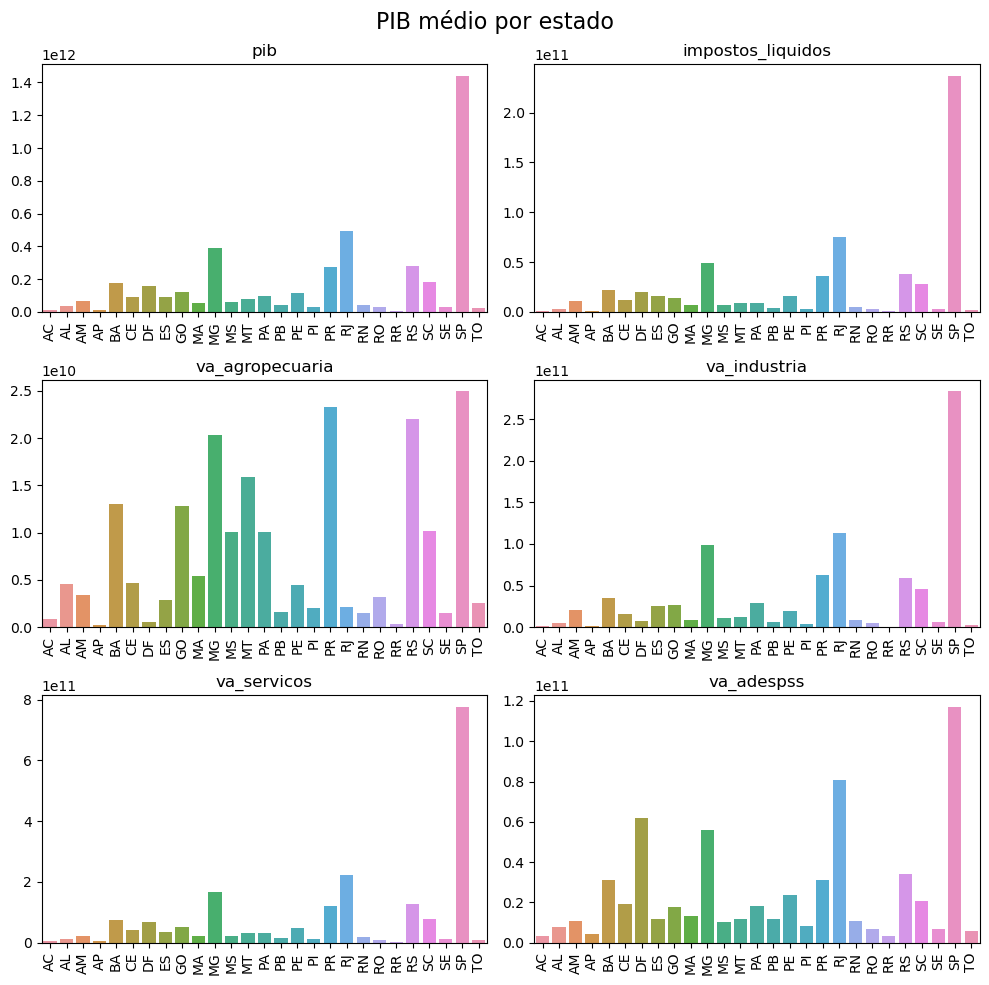 PIB médio por estado
pib
1e12
1.4
1.2
1.0
0.8
0.6
0.4
0.2
0.0
AC AL AM AP BA CE DF ES GO MA MG MS MT PA PB PE PI PR RJ RN RO RR RS SC SE SP TO
impostos_liquidos
1e11
2.0
1.5
1.0
0.5
0.0
AC AL AM AP BA CE DF ES GO MA MG MS MT PA PB PE PI PR RJ RN RO RR RS SC SE SP TO
va_agropecuaria
1e10
2.5
2.0
1.5
1.0
0.5
0.0
AC AL AM AP BA CE DF ES GO MA MG MS MT PA PB PE PI PR RJ RN RO RR RS SC SE SP TO
va_industria
1e11
2.5
2.0
1.5
1.0
0.5
0.0
AC AL AM AP BA CE DF ES GO MA MG MS MT PA PB PE PI PR RJ RN RO RR RS SC SE SP TO
va_servicos
1e11
8
6
4
2
0
AC AL AM AP BA CE DF ES GO MA MG MS MT PA PB PE PI PR RJ RN RO RR RS SC SE SP TO
va_adespss
1e11
1.2
1.0
0.8
0.6
0.4
0.2
0.0
AC AL AM AP BA CE DF ES GO MA MG MS MT PA PB PE PI PR RJ RN RO RR RS SC SE SP TO